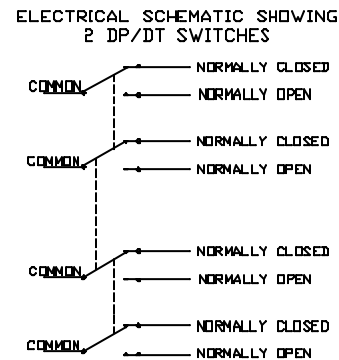 ELECTRICAL SCHEMATIC SHOWING
2 DP/DT SWITCHES
NORMALLY CLOSED
COMMON
NORMALLY OPEN
NORMALLY CLOSED
COMMON
NORMALLY OPEN
NORMALLY CLOSED
COMMON
NORMALLY OPEN
NORMALLY CLOSED
COMMON
NORMALLY OPEN